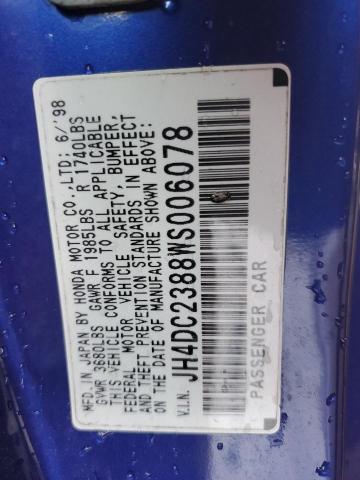 MFD. IN JAPAN BY HONDA MOTOR CO.,LTD; 6/'98
GVWR 3680LBS GAWR F 1985LBS R 1740LBS
THIS VEHICLE CONFORMS TO ALL APPLICABLE
FEDERAL MOTOR VEHICLE SAFETY, BUMPER,
AND THEFT PREVENTION STANDARDS IN EFFECT
ON THE DATE OF MANUFACTURE SHOWN ABOVE:
V.I.N. JH4DC2388WS006078
PASSENGER CAR